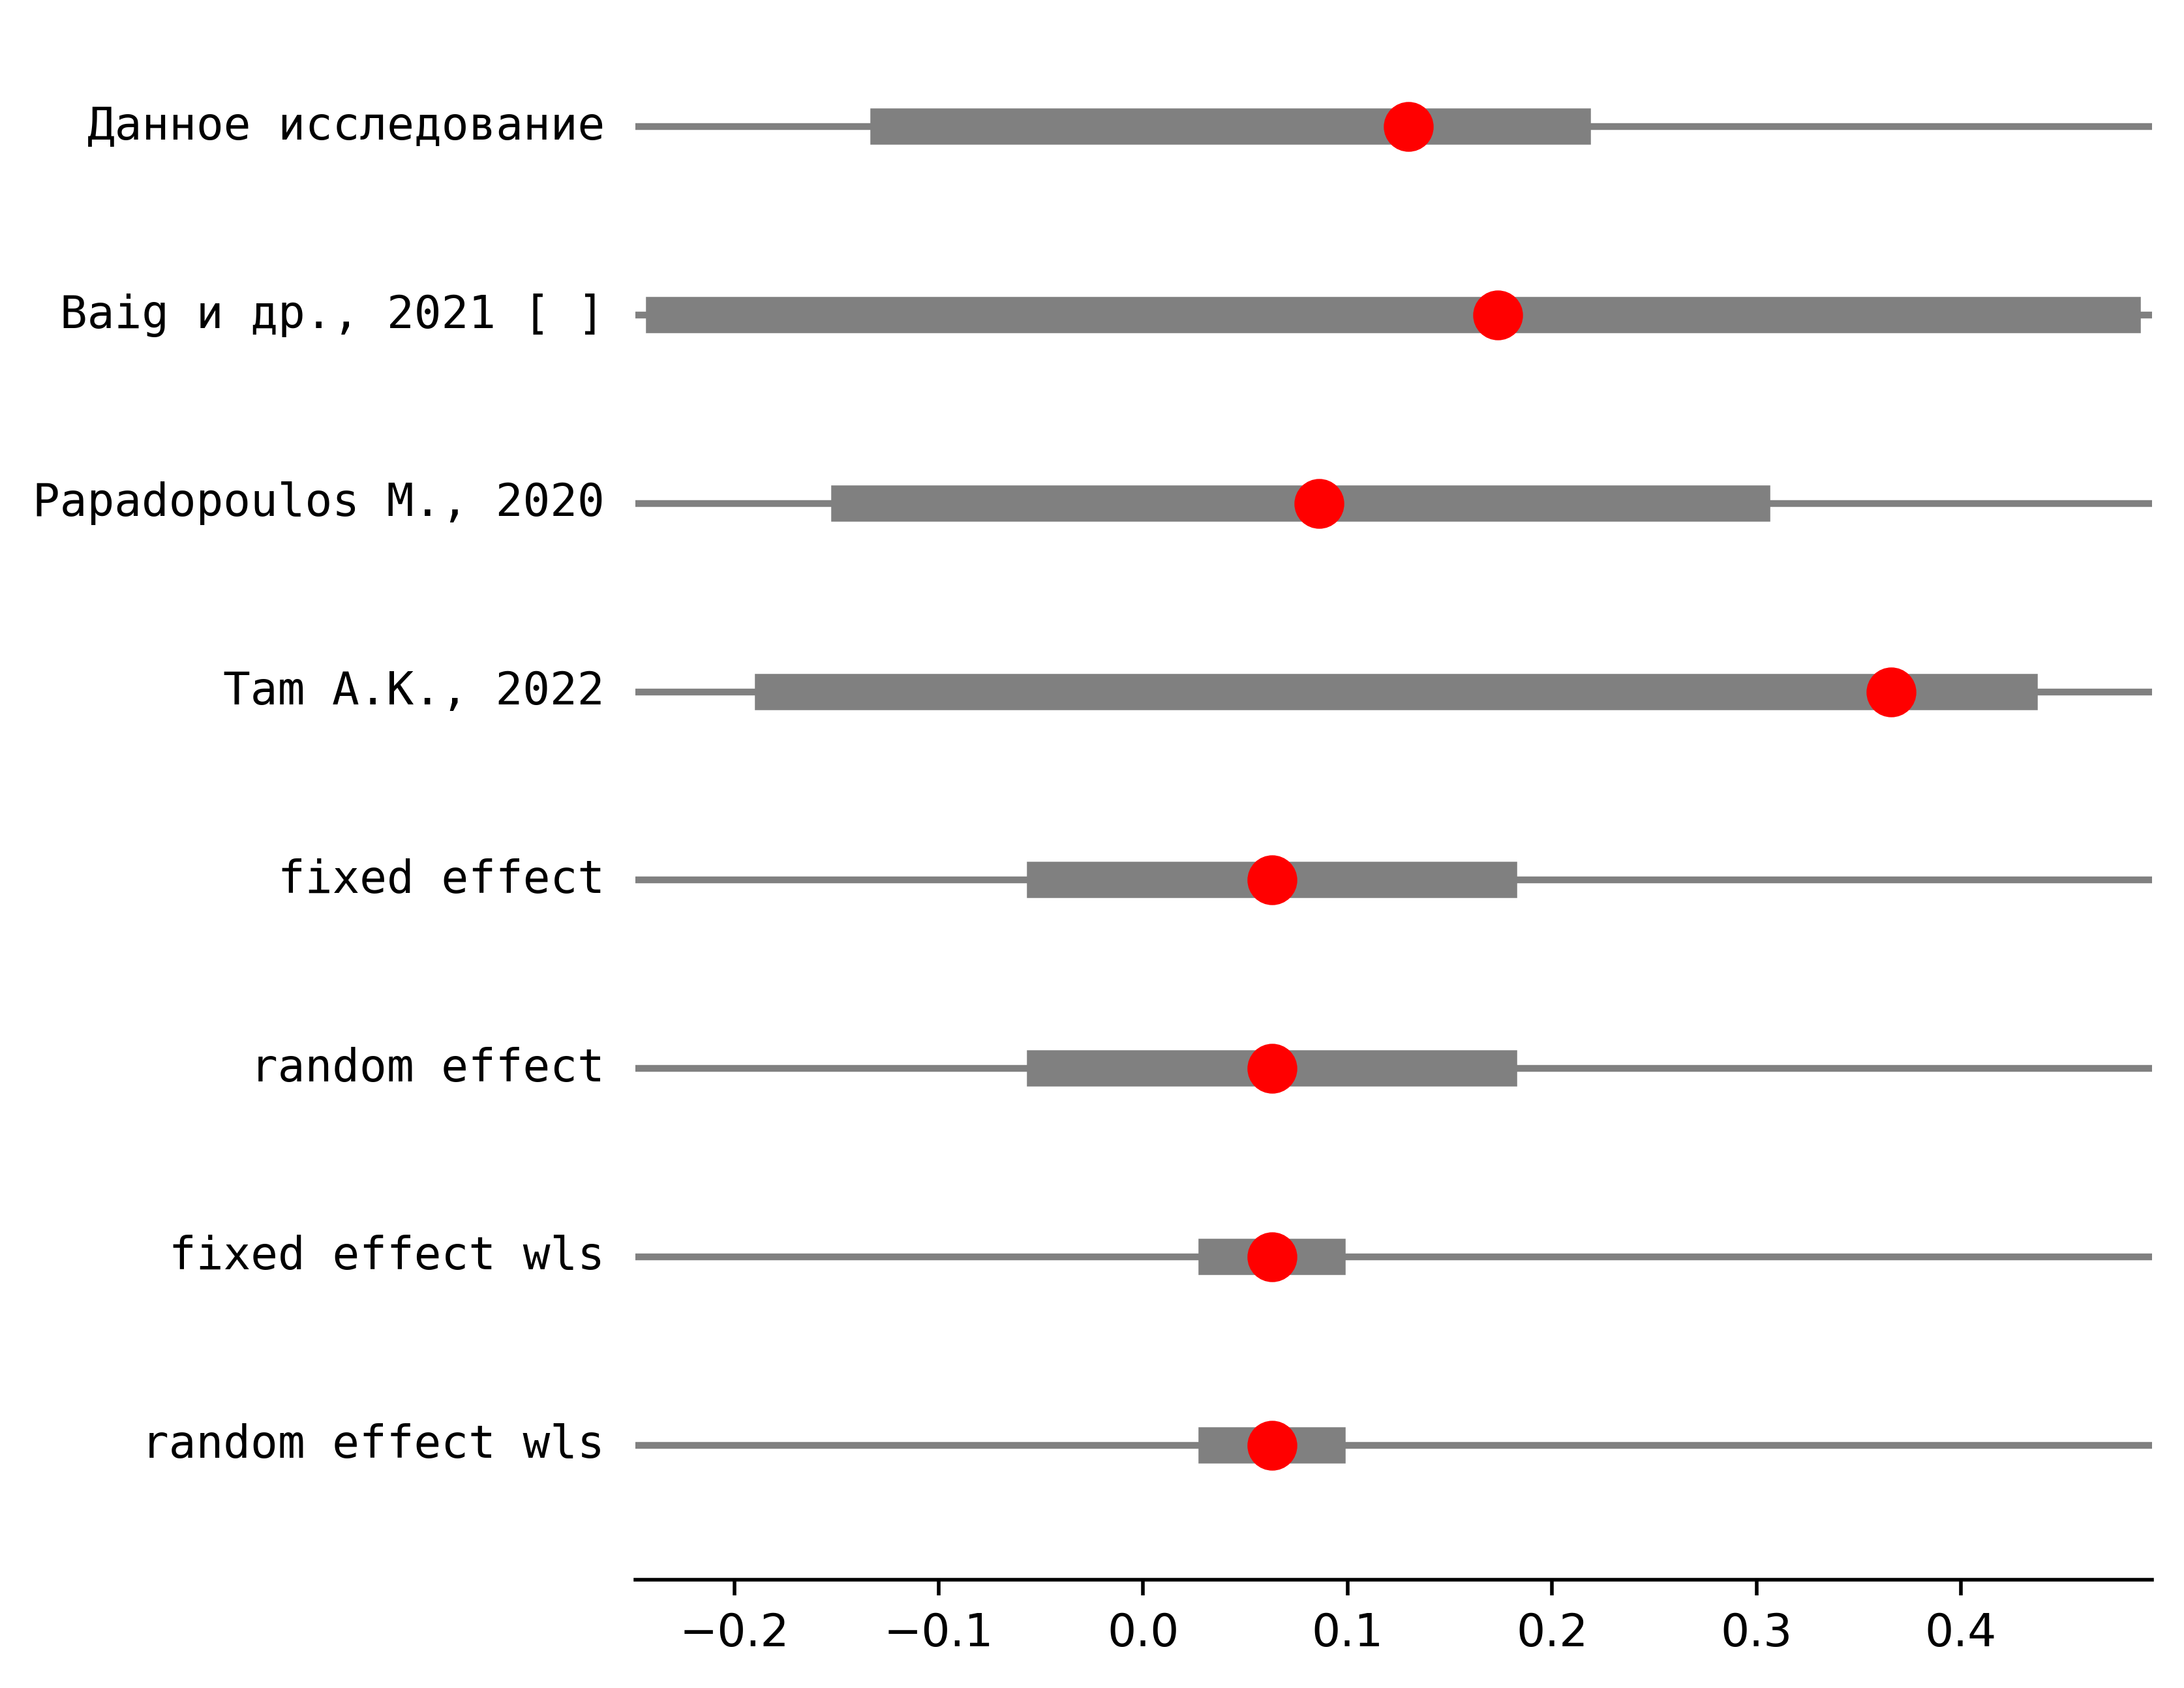 Данное исследование
Baig и др., 2021 [ ]
Papadopoulos M., 2020
Tam A.K., 2022
fixed effect
random effect
fixed effect wls
random effect wls
−0.2 −0.1 0.0 0.1 0.2 0.3 0.4